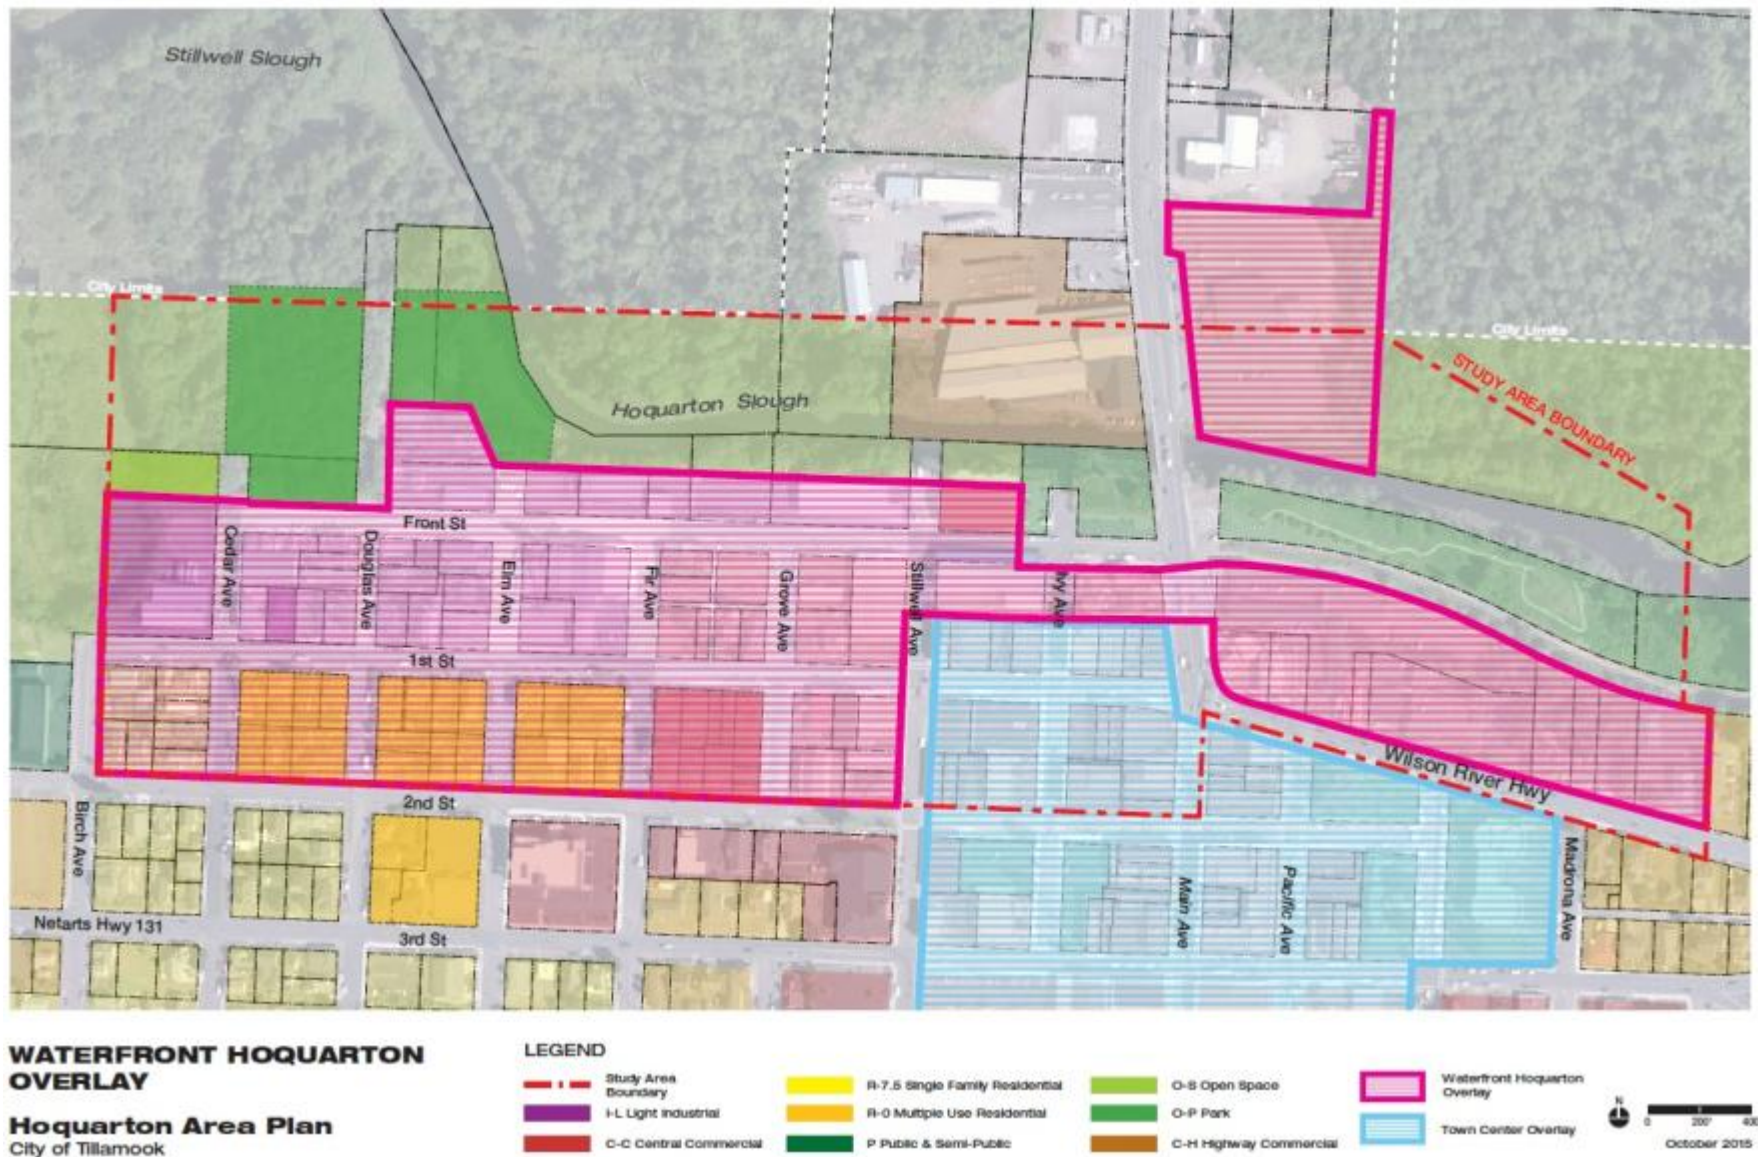 Stillwell Slough
City Limits
City Limits
STUDY AREA BOUNDARY
Hoquarton Slough
Front St
Cedar Ave
Douglas Ave
Elm Ave
Fir Ave
Grove Ave
Stillwell Ave
Ivy Ave
1st St
Wilson River Hwy
2nd St
Birch Ave
Madrona Ave
Main Ave
Pacific Ave
Netarts Hwy 131
3rd St
WATERFRONT HOQUARTON
OVERLAY
Hoquarton Area Plan
City of Tillamook
LEGEND
Study Area
Boundary
I-L Light Industrial
C-C Central Commercial
R-7.5 Single Family Residential
R-0 Multiple Use Residential
P Public & Semi-Public
O-S Open Space
O-P Park
C-H Highway Commercial
Waterfront Hoquarton
Overlay
Town Center Overlay
N
0 200' 400
October 2015